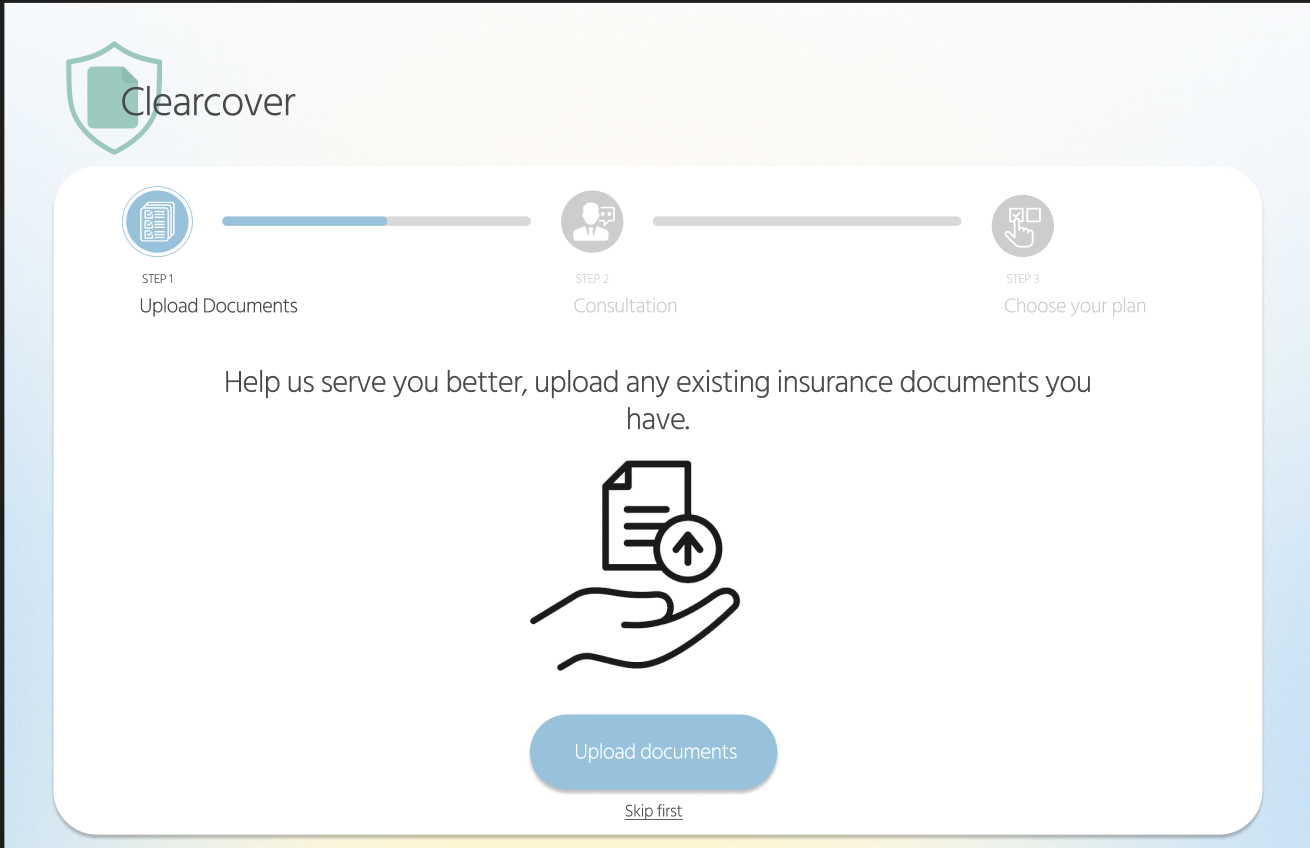 Clearcover
STEP 1
Upload Documents
STEP 2
Consultation
STEP 3
Choose your plan
Help us serve you better, upload any existing insurance documents you
have.
Upload documents
Skip first